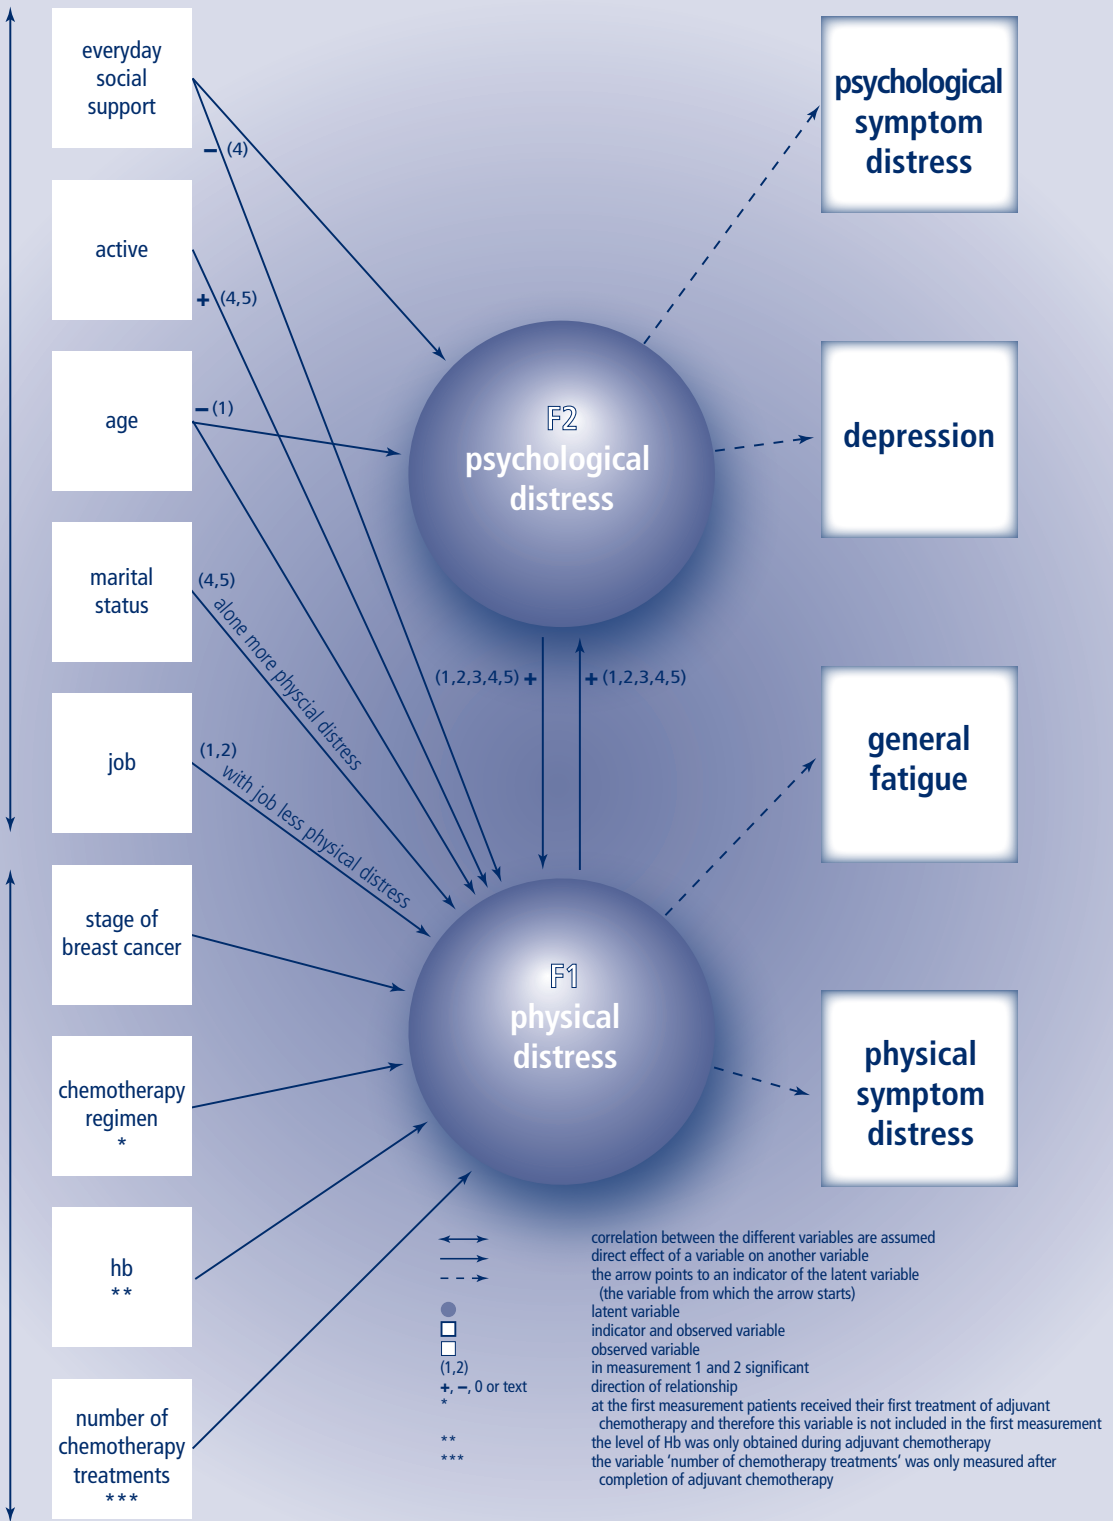 everyday
social
support
− (4)
active
+ (4,5)
age
− (1)
marital
status
(4,5)
alone more physcial distress
job
(1,2)
with job less physical distress
stage of
breast cancer
chemotherapy
regimen
*
hb
**
number of
chemotherapy
treatments
***
F2
psychological
distress
(1,2,3,4,5) +
+ (1,2,3,4,5)
F1
physical
distress
psychological
symptom
distress
depression
general
fatigue
physical
symptom
distress
correlation between the different variables are assumed
direct effect of a variable on another variable
the arrow points to an indicator of the latent variable
(the variable from which the arrow starts)
latent variable
indicator and observed variable
observed variable
(1,2) in measurement 1 and 2 significant
+, −, 0 or text direction of relationship
* at the first measurement patients received their first treatment of adjuvant
chemotherapy and therefore this variable is not included in the first measurement
** the level of Hb was only obtained during adjuvant chemotherapy
*** the variable 'number of chemotherapy treatments' was only measured after
completion of adjuvant chemotherapy